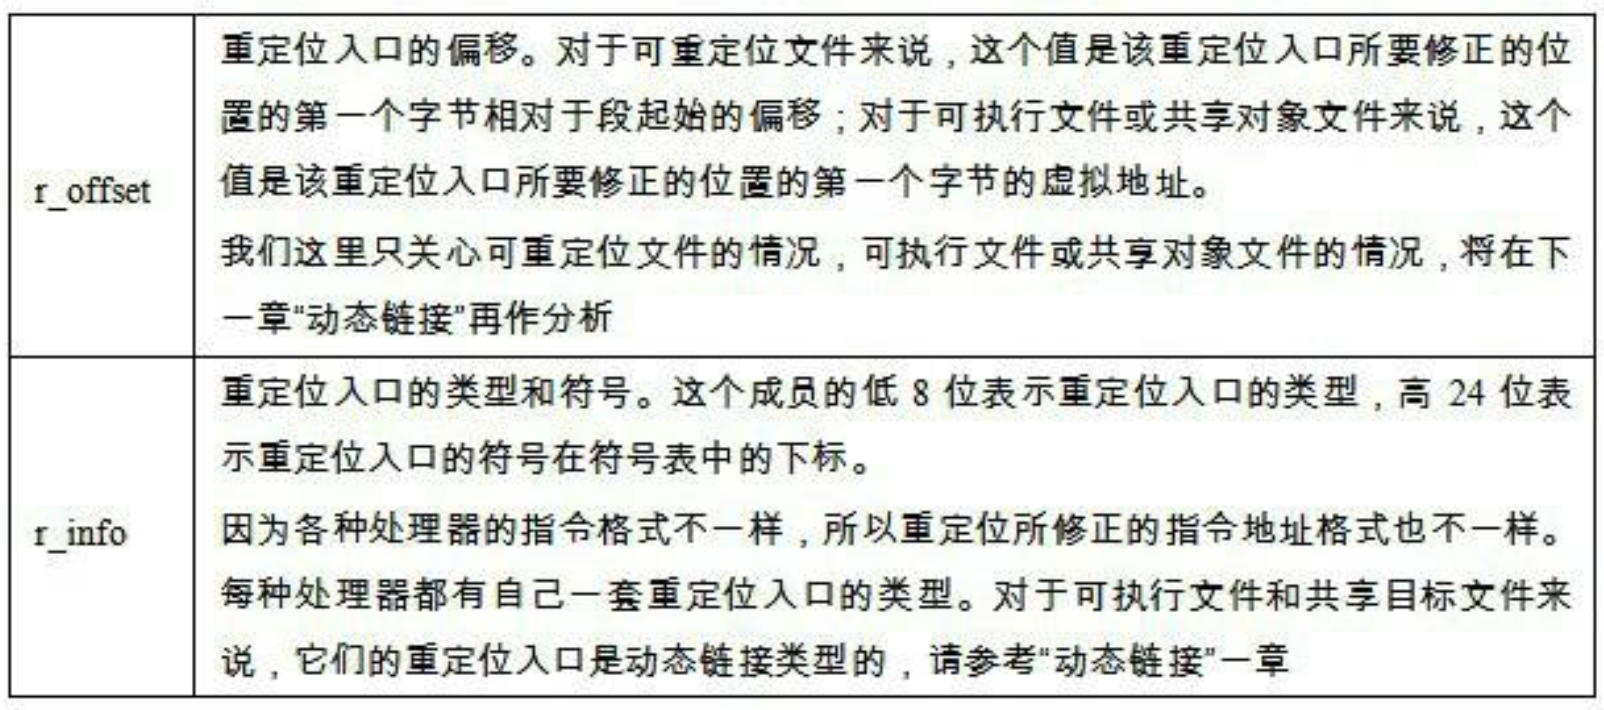 r_offset
重定位入口的偏移。对于可重定位文件来说，这个值是该重定位入口所要修正的位
置的第一个字节相对于段起始的偏移；对于可执行文件或共享对象文件来说，这个
值是该重定位入口所要修正的位置的第一个字节的虚拟地址。
我们这里只关心可重定位文件的情况，可执行文件或共享对象文件的情况，将在下
一章“动态链接”再作分析
r_info
重定位入口的类型和符号。这个成员的低 8 位表示重定位入口的类型，高 24 位表
示重定位入口的符号在符号表中的下标。
因为各种处理器的指令格式不一样，所以重定位所修正的指令地址格式也不一样。
每种处理器都有自己一套重定位入口的类型。对于可执行文件和共享目标文件来
说，它们的重定位入口是动态链接类型的，请参考“动态链接”一章